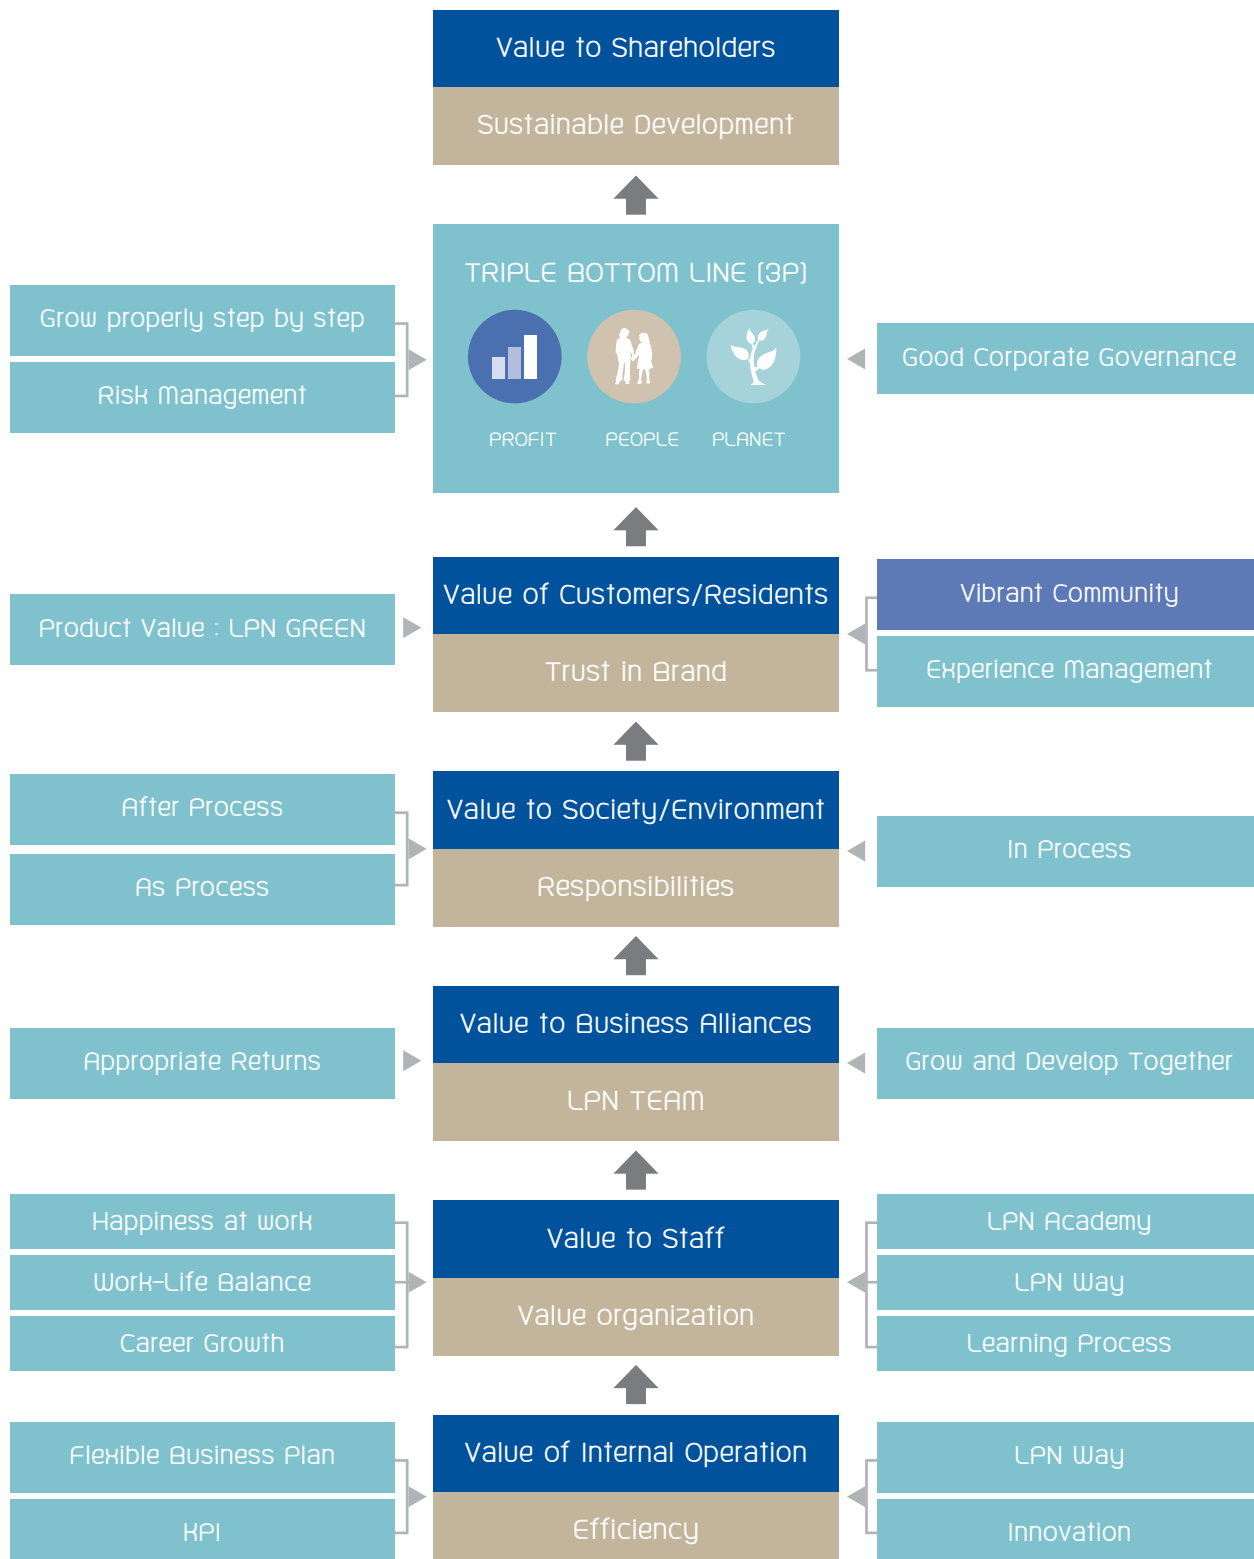 Value to Shareholders
Sustainable Development
TRIPLE BOTTOM LINE (3P)
PROFIT
PEOPLE
PLANET
Grow properly step by step
Risk Management
Good Corporate Governance
Value of Customers/Residents
Trust in Brand
Product Value : LPN GREEN
Vibrant Community
Experience Management
Value to Society/Environment
Responsibilities
After Process
As Process
In Process
Value to Business Alliances
LPN TEAM
Appropriate Returns
Grow and Develop Together
Value to Staff
Value organization
Happiness at work
Work-Life Balance
Career Growth
LPN Academy
LPN Way
Learning Process
Value of Internal Operation
Efficiency
Flexible Business Plan
KPI
LPN Way
Innovation